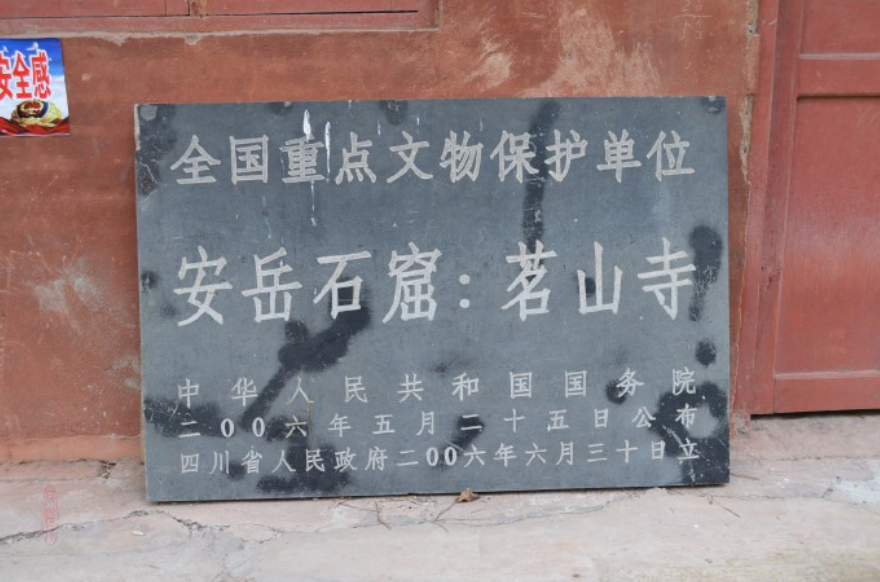 安全感
全国重点文物保护单位
安岳石窟：茗山寺
中华人民共和国国务院
二00六年五月二十五日公布
四川省人民政府二00六年六月三十日立